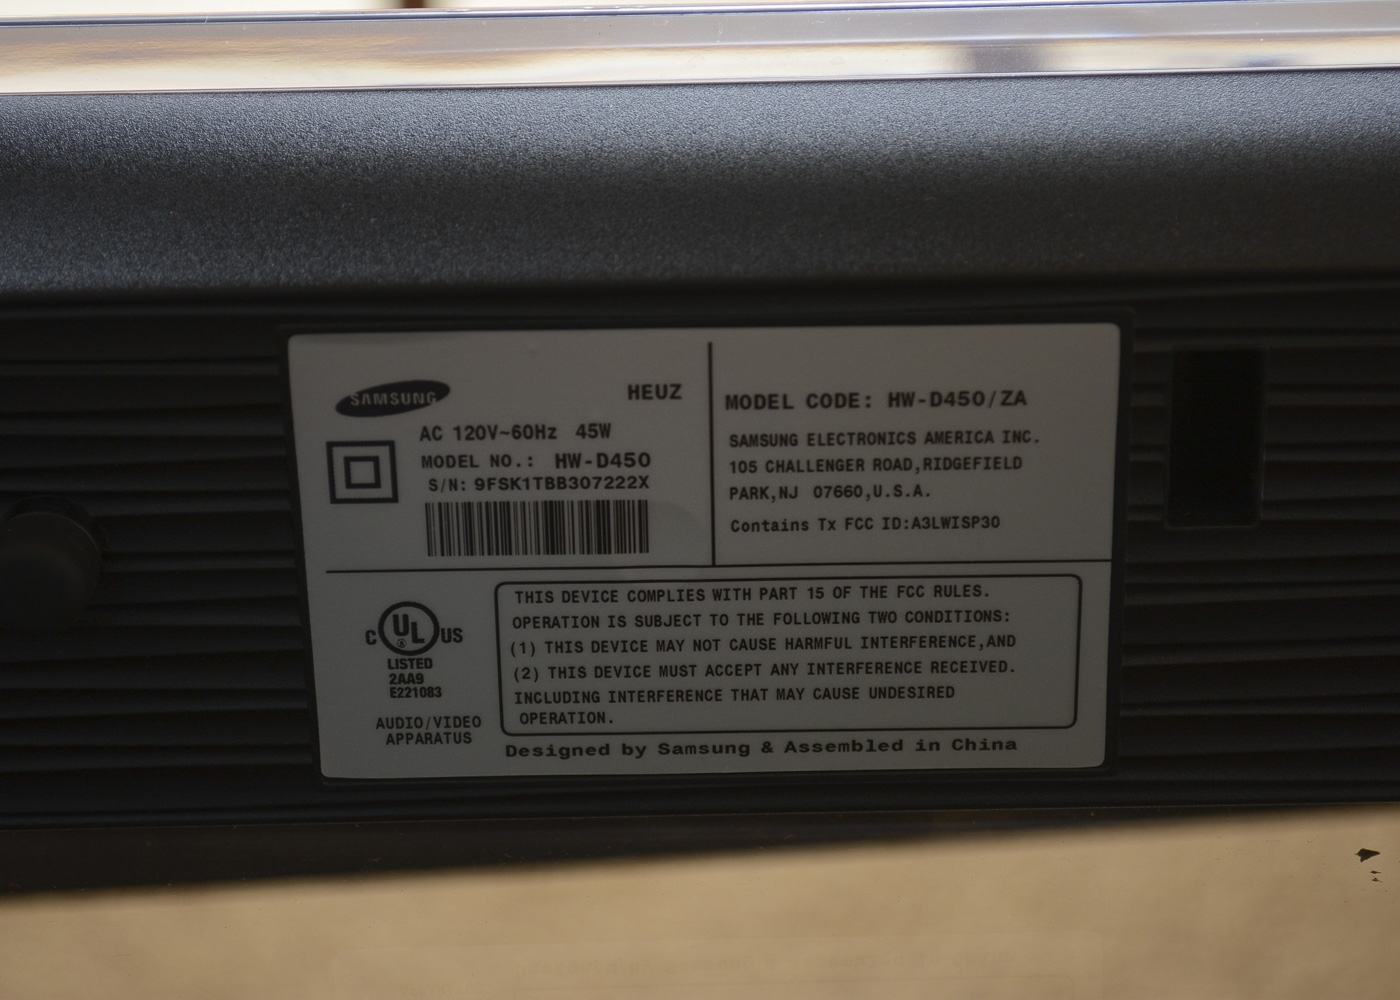 SAMSUNG
HEUZ
AC 120V~60Hz 45W
MODEL NO.: HW-D450
S/N: 9FSK1TBB307222X
MODEL CODE: HW-D450/ZA
SAMSUNG ELECTRONICS AMERICA INC.
105 CHALLENGER ROAD,RIDGEFIELD
PARK,NJ 07660,U.S.A.
Contains Tx FCC ID:A3LWISP30
C UL US
LISTED
2AA9
E221083
AUDIO/VIDEO
APPARATUS
THIS DEVICE COMPLIES WITH PART 15 OF THE FCC RULES.
OPERATION IS SUBJECT TO THE FOLLOWING TWO CONDITIONS:
(1) THIS DEVICE MAY NOT CAUSE HARMFUL INTERFERENCE,AND
(2) THIS DEVICE MUST ACCEPT ANY INTERFERENCE RECEIVED.
INCLUDING INTERFERENCE THAT MAY CAUSE UNDESIRED
OPERATION.
Designed by Samsung & Assembled in China